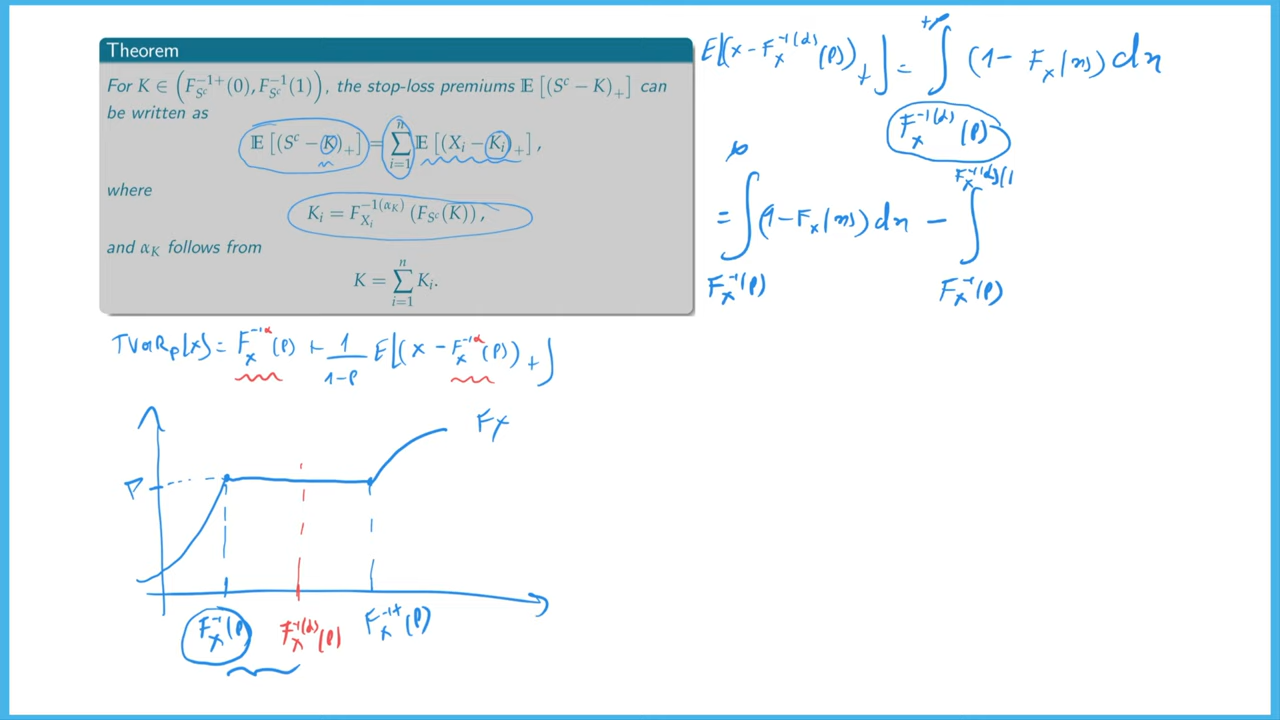 Theorem
For K ∈ (F_{S^c}^{-1+}(0), F_{S^c}^{-1}(1)), the stop-loss premiums 𝔼 [(S^c − K)_+] can
be written as
𝔼 [(S^c − K)_+] = ∑_{i=1}^{n} 𝔼 [(X_i − K_i)_+],
where
K_i = F_{X_i}^{-1(α_K)} (F_{S^c}(K)),
and α_K follows from
K = ∑_{i=1}^{n} K_i.
E[(x − F_x^{-1(α)}(p))_+] = ∫_{F_x^{-1(α)}(p)}^{+∞} (1 − F_x(x)) dx
= ∫_{F_x^{-1}(p)}^{∞} (1 − F_x(x)) dx − ∫_{F_x^{-1}(p)}^{F_x^{-1(α)}(
TVaR_p[x] = F_x^{-1α}(p) + 1/(1−p) E[(x − F_x^{-1α}(p))_+]
F_X
P
F_x^{-1}(p) F_x^{-1(α)}(p) F_x^{-1+}(p)